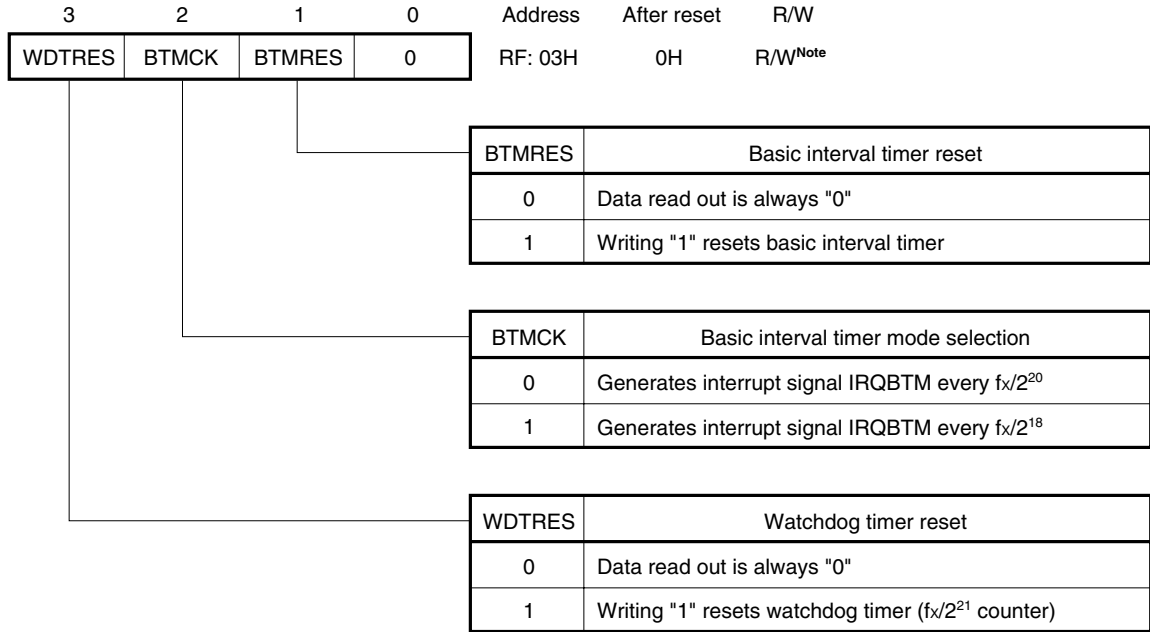 3 2 1 0 Address After reset R/W
WDTRES BTMCK BTMRES 0 RF: 03H 0H R/W^Note
BTMRES Basic interval timer reset
0 Data read out is always "0"
1 Writing "1" resets basic interval timer
BTMCK Basic interval timer mode selection
0 Generates interrupt signal IRQBTM every fx/2^20
1 Generates interrupt signal IRQBTM every fx/2^18
WDTRES Watchdog timer reset
0 Data read out is always "0"
1 Writing "1" resets watchdog timer (fx/2^21 counter)